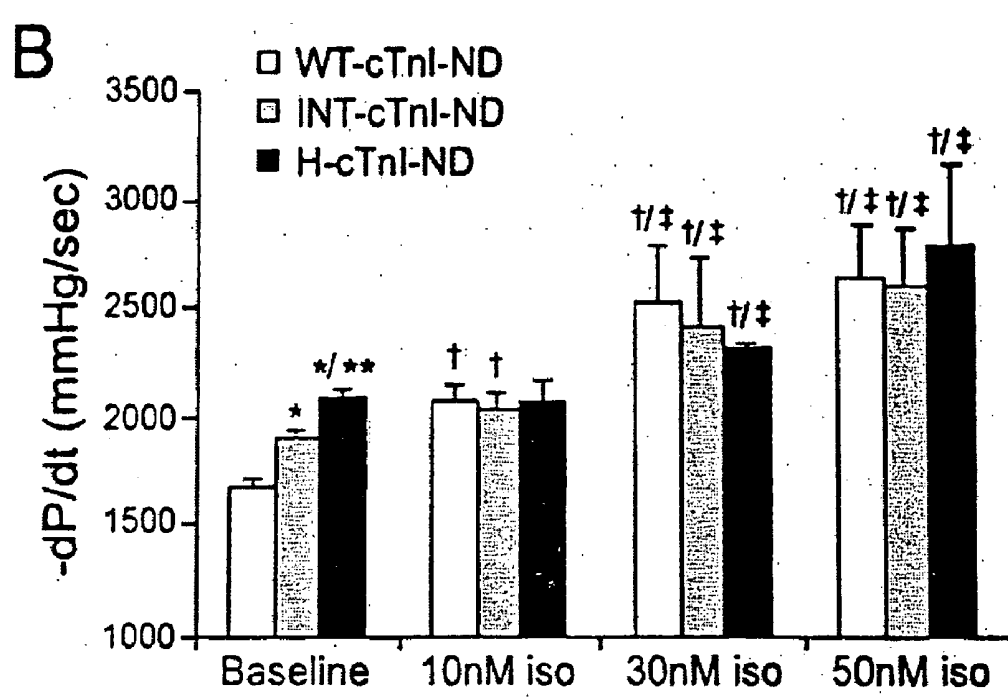 B
WT-cTnI-ND
INT-cTnI-ND
H-cTnI-ND
-dP/dt (mmHg/sec)
3500
3000
2500
2000
1500
1000
*
*/**
†
†
†/‡
†/‡
†/‡
†/‡
†/‡
†/‡
Baseline
10nM iso
30nM iso
50nM iso